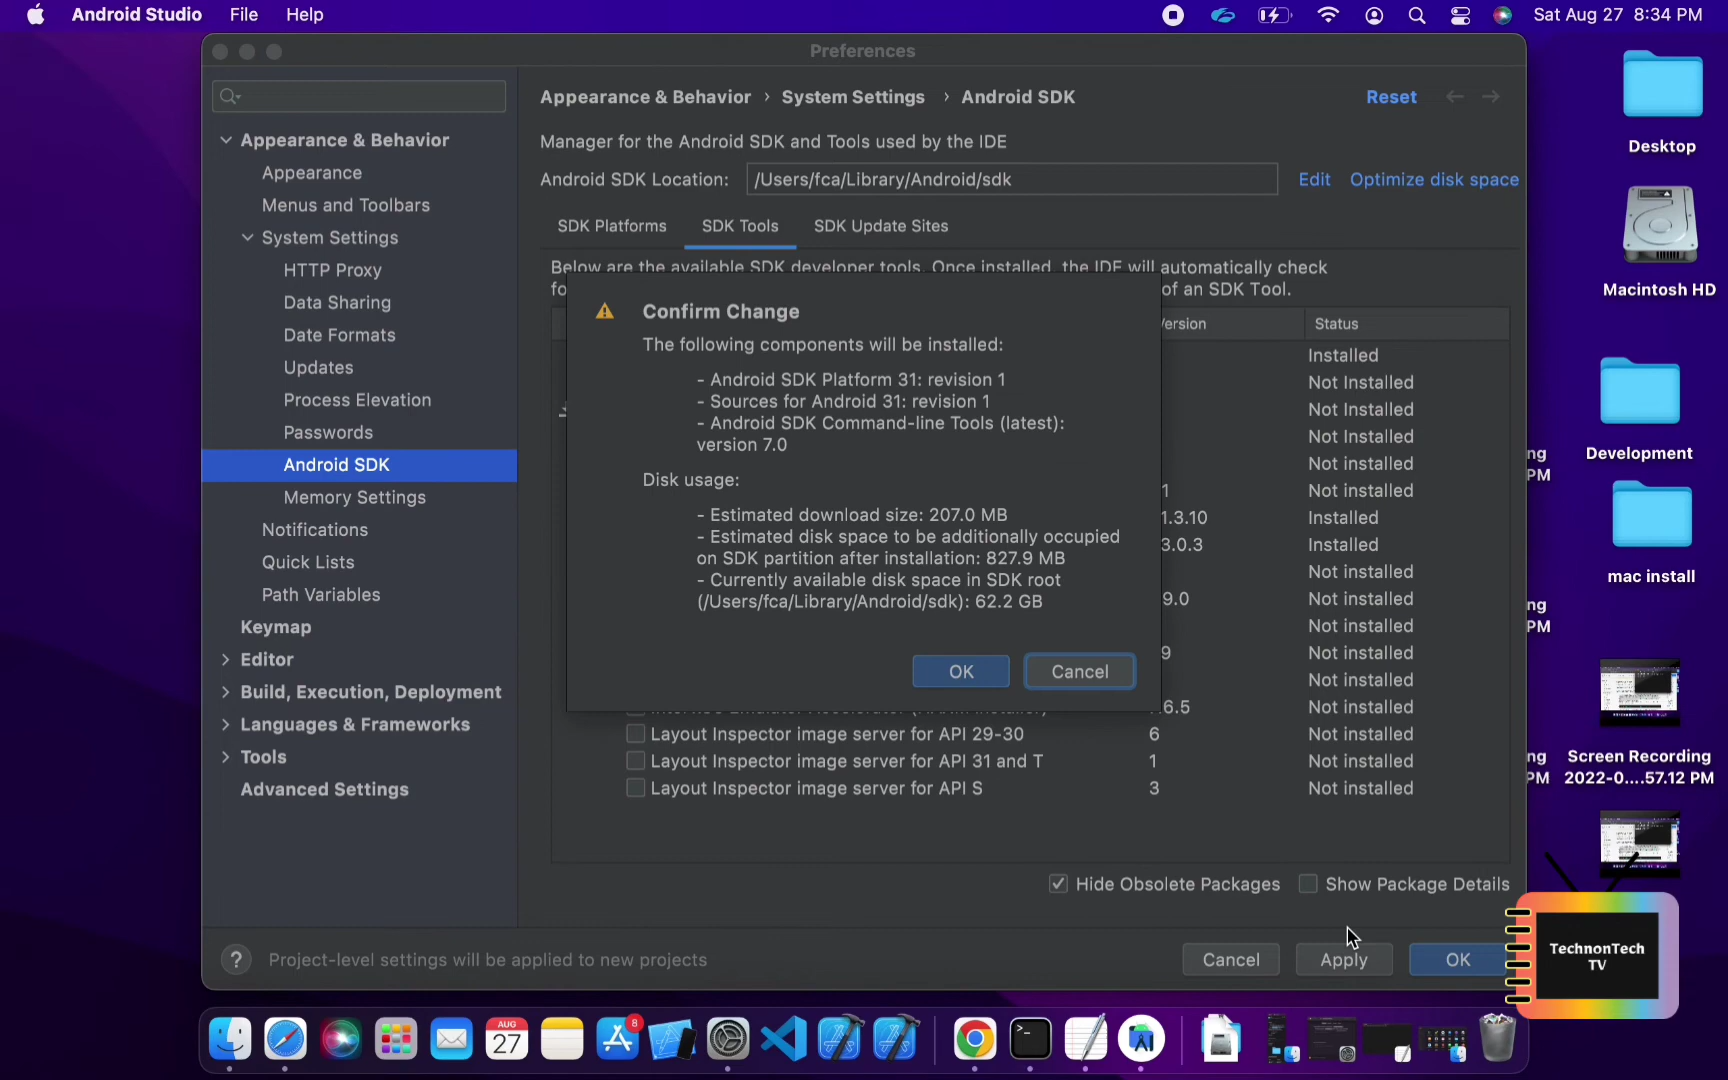 Android Studio File Help Sat Aug 27 8:34 PM
Preferences
Appearance & Behavior › System Settings › Android SDK Reset
Appearance & Behavior
Appearance
Menus and Toolbars
System Settings
HTTP Proxy
Data Sharing
Date Formats
Updates
Process Elevation
Passwords
Android SDK
Memory Settings
Notifications
Quick Lists
Path Variables
Keymap
Editor
Build, Execution, Deployment
Languages & Frameworks
Tools
Advanced Settings
Manager for the Android SDK and Tools used by the IDE
Android SDK Location: /Users/fca/Library/Android/sdk Edit Optimize disk space
SDK Platforms SDK Tools SDK Update Sites
Below are the available SDK developer tools. Once installed, the IDE will automatically check
of an SDK Tool.
Status
Installed
Not Installed
Not Installed
Not Installed
Not installed
1 Not installed
1.3.10 Installed
3.0.3 Installed
Not installed
9.0 Not installed
Not installed
9 Not installed
Not installed
6.5 Not installed
Layout Inspector image server for API 29-30 6 Not installed
Layout Inspector image server for API 31 and T 1 Not installed
Layout Inspector image server for API S 3 Not installed
Confirm Change
The following components will be installed:
- Android SDK Platform 31: revision 1
- Sources for Android 31: revision 1
- Android SDK Command-line Tools (latest):
version 7.0
Disk usage:
- Estimated download size: 207.0 MB
- Estimated disk space to be additionally occupied
on SDK partition after installation: 827.9 MB
- Currently available disk space in SDK root
(/Users/fca/Library/Android/sdk): 62.2 GB
OK Cancel
Hide Obsolete Packages Show Package Details
? Project-level settings will be applied to new projects
Cancel Apply OK
Desktop
Macintosh HD
Development
mac install
Screen Recording
2022-0....57.12 PM
ng
PM
ng
PM
ng
PM
TechnonTech
TV
8
AUG
27